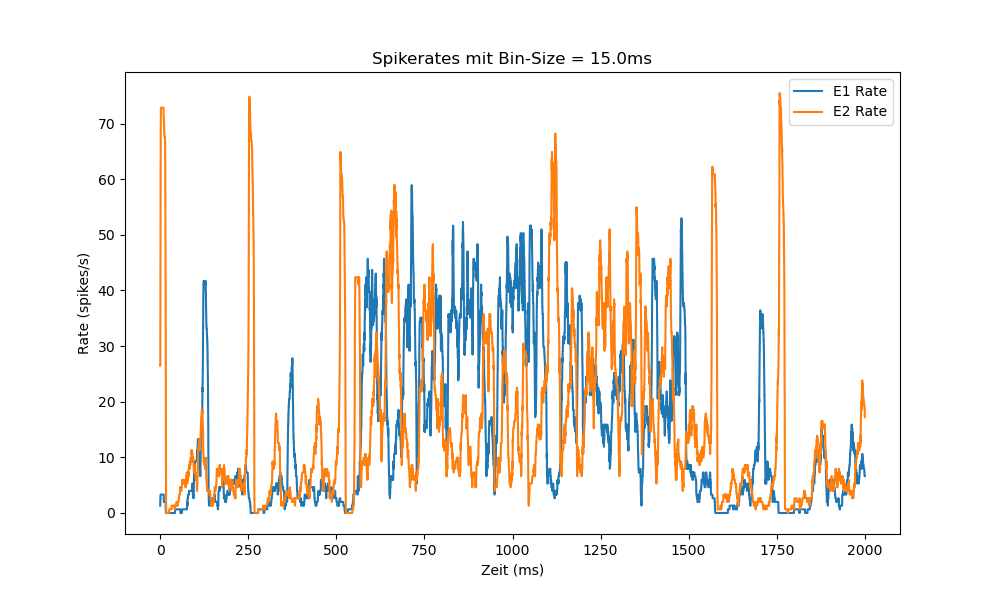 Spikerates mit Bin-Size = 15.0ms
E1 Rate
E2 Rate
70
60
50
40
30
20
10
0
Rate (spikes/s)
0 250 500 750 1000 1250 1500 1750 2000
Zeit (ms)